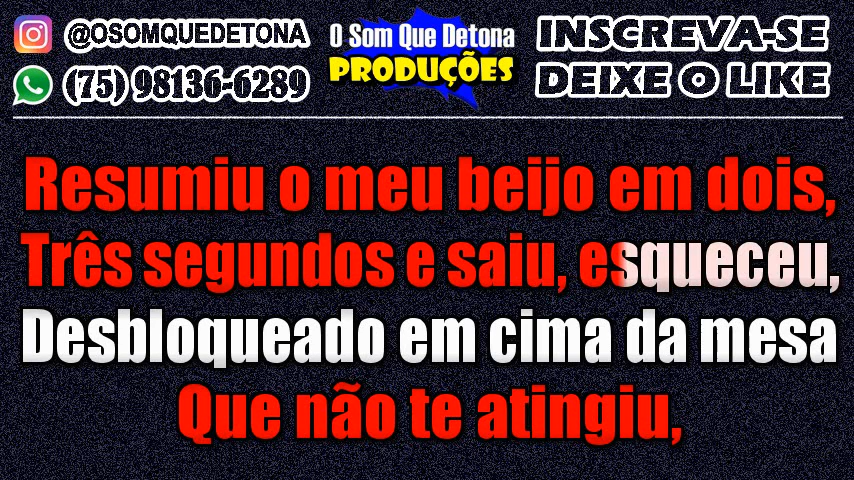 @OSOMQUEDETONA
(75) 98136-6289
O Som Que Detona
PRODUÇÕES
INSCREVA-SE
DEIXE O LIKE
Resumiu o meu beijo em dois,
Três segundos e saiu, esqueceu,
Desbloqueado em cima da mesa
Que não te atingiu,